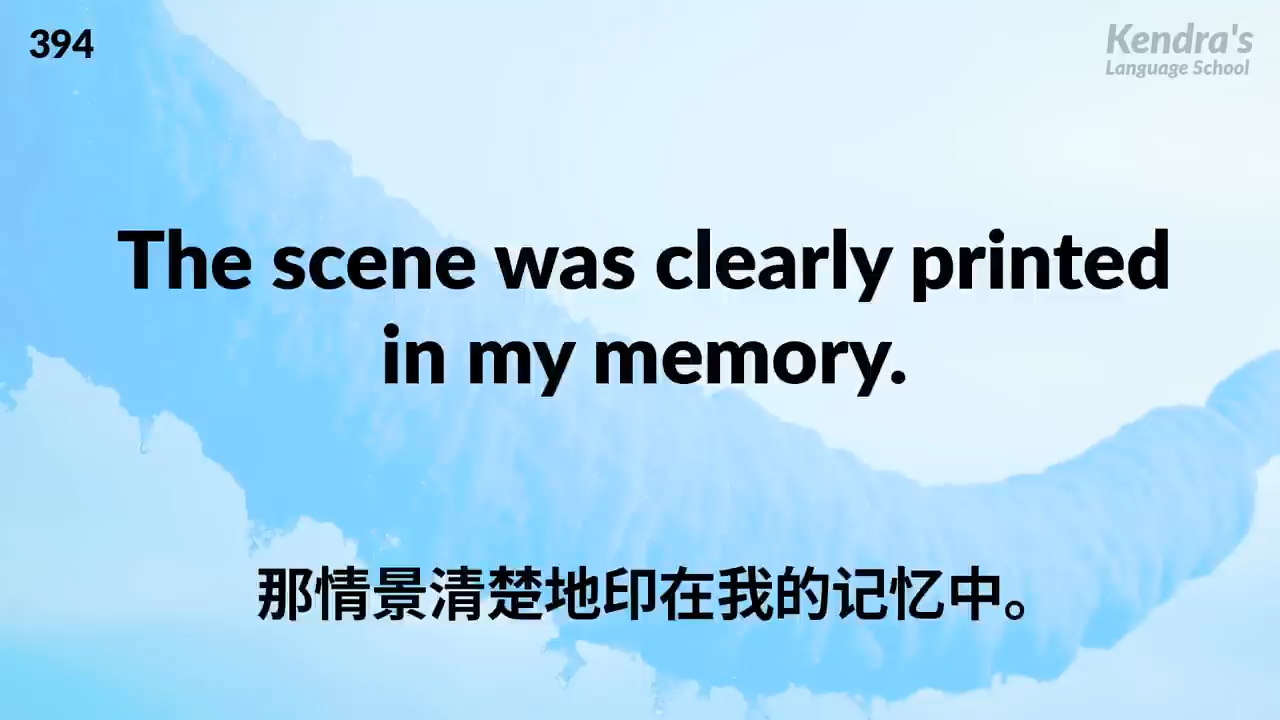 394
Kendra's
Language School
The scene was clearly printed
in my memory.
那情景清楚地印在我的记忆中。